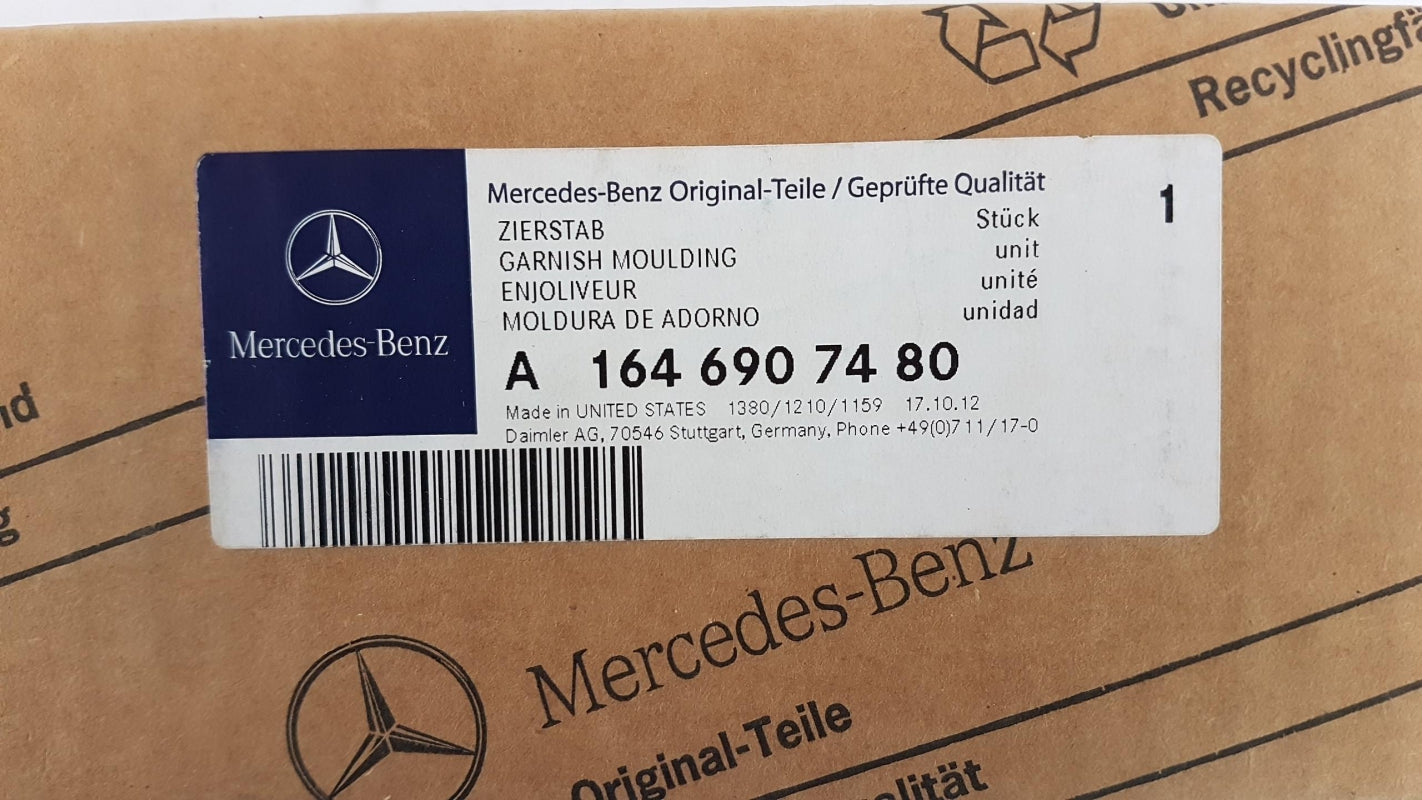 Recyclingfä
Mercedes-Benz Original-Teile / Geprüfte Qualität
1
ZIERSTAB Stück
GARNISH MOULDING unit
ENJOLIVEUR unité
MOLDURA DE ADORNO unidad
Mercedes-Benz
A 164 690 74 80
Made in UNITED STATES 1380/1210/1159 17.10.12
Daimler AG, 70546 Stuttgart, Germany, Phone +49(0)711/17-0
nd
g
Mercedes-Benz
Original-Teile
alität